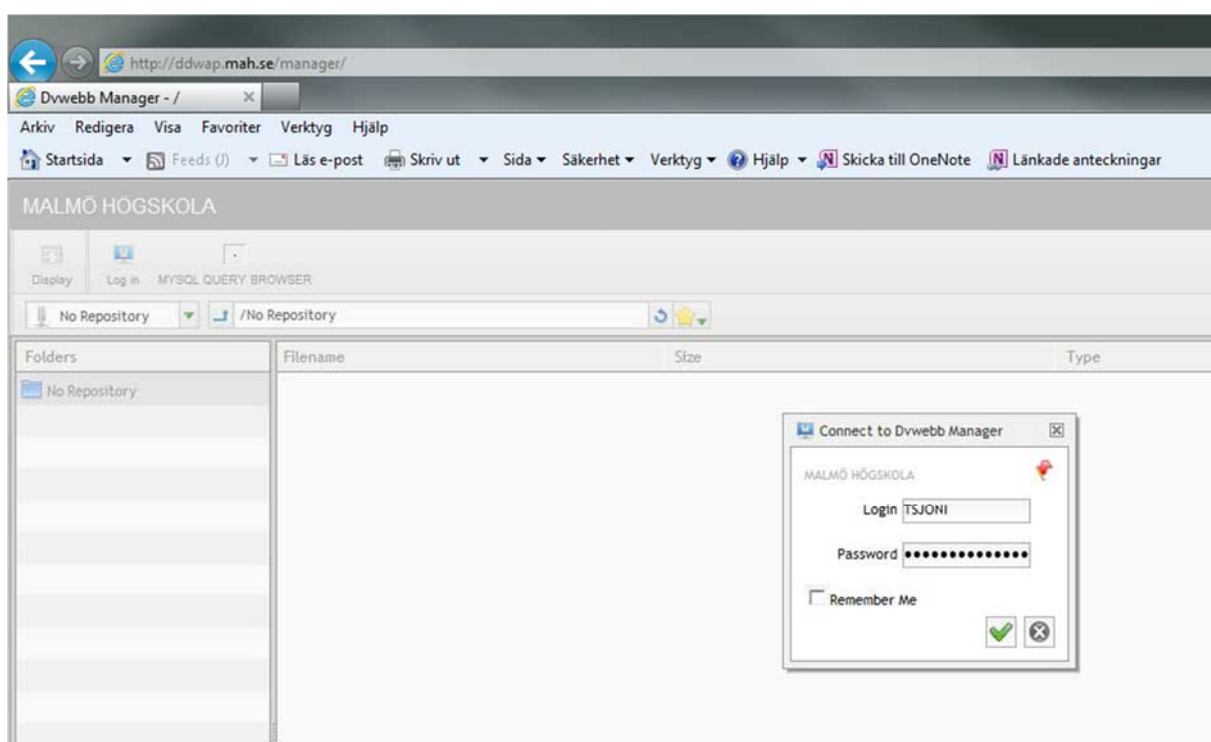 http://ddwap.mah.se/manager/
Dvwebb Manager - /
Arkiv Redigera Visa Favoriter Verktyg Hjälp
Startsida Feeds (J) Läs e-post Skriv ut Sida Säkerhet Verktyg Hjälp Skicka till OneNote Länkade anteckningar
MALMÖ HÖGSKOLA
Display Log in MYSQL QUERY BROWSER
No Repository /No Repository
Folders Filename Size Type
No Repository
Connect to Dvwebb Manager
MALMÖ HÖGSKOLA
Login TSJONI
Password ●●●●●●●●●●●●●●
Remember Me